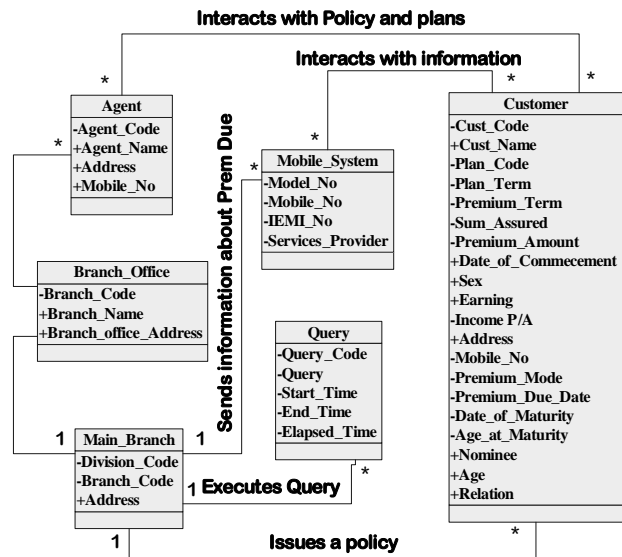 Interacts with Policy and plans
Interacts with information
*
*
*
*
Agent
-Agent_Code
+Agent_Name
+Address
+Mobile_No
*
Sends information about Prem Due
*
Mobile_System
-Model_No
-Mobile_No
-IEMI_No
-Services_Provider
Customer
-Cust_Code
+Cust_Name
-Plan_Code
-Plan_Term
-Premium_Term
-Sum_Assured
-Premium_Amount
+Date_of_Commecement
+Sex
+Earning
-Income P/A
+Address
-Mobile_No
-Premium_Mode
-Premium_Due_Date
-Date_of_Maturity
-Age_at_Maturity
+Nominee
+Age
+Relation
Branch_Office
-Branch_Code
+Branch_Name
+Branch_office_Address
Query
-Query_Code
-Query
-Start_Time
-End_Time
-Elapsed_Time
1
Main_Branch
-Division_Code
-Branch_Code
+Address
1
*
1 Executes Query
1
Issues a policy
*